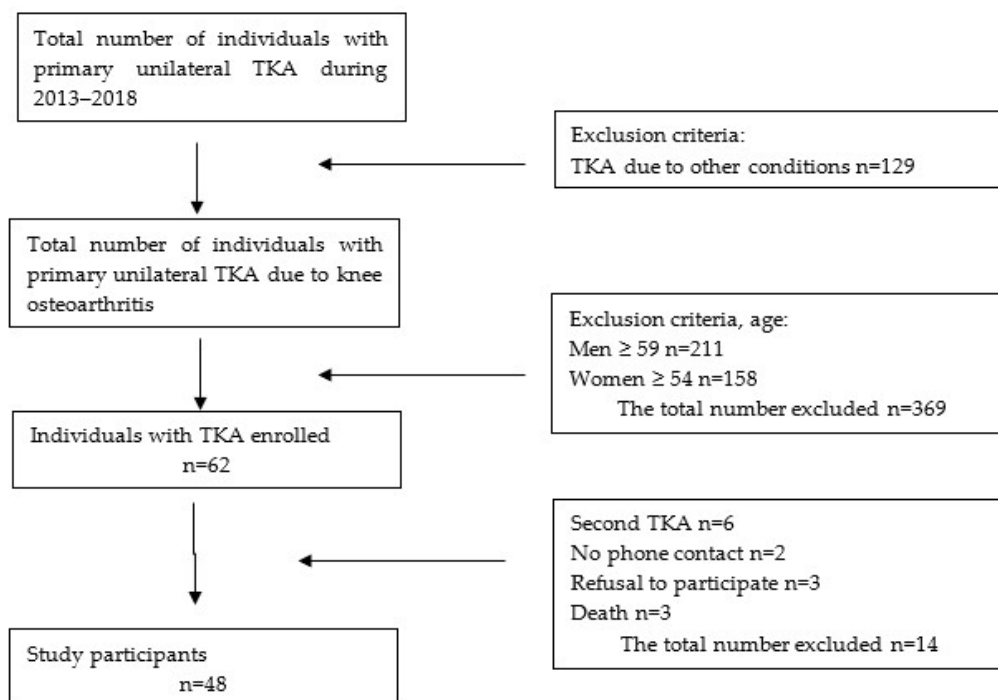 Total number of individuals with
primary unilateral TKA during
2013–2018
Exclusion criteria:
TKA due to other conditions n=129
Total number of individuals with
primary unilateral TKA due to knee
osteoarthritis
Exclusion criteria, age:
Men ≥ 59 n=211
Women ≥ 54 n=158
The total number excluded n=369
Individuals with TKA enrolled
n=62
Second TKA n=6
No phone contact n=2
Refusal to participate n=3
Death n=3
The total number excluded n=14
Study participants
n=48